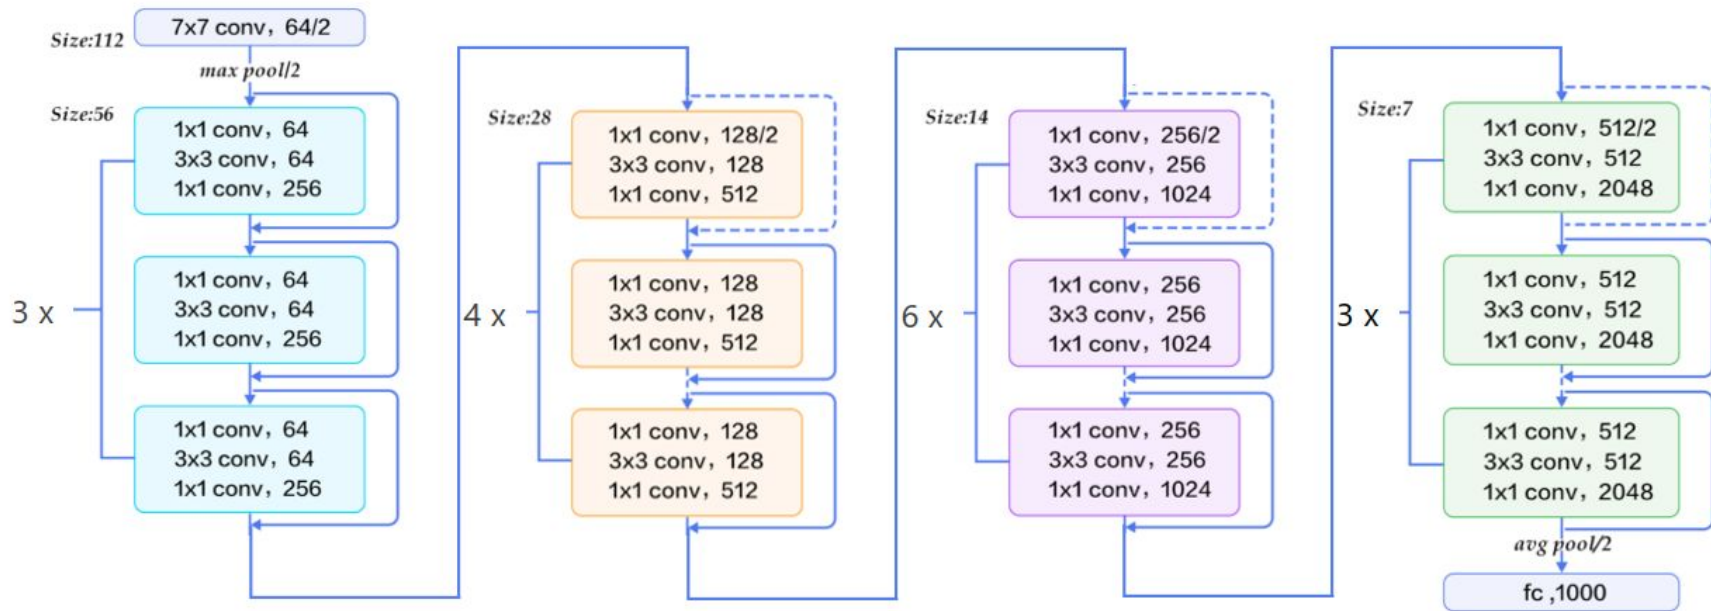 7x7 conv, 64/2
Size:112
max pool/2
Size:56
1x1 conv, 64
3x3 conv, 64
1x1 conv, 256
3 x
1x1 conv, 64
3x3 conv, 64
1x1 conv, 256
1x1 conv, 64
3x3 conv, 64
1x1 conv, 256
Size:28
1x1 conv, 128/2
3x3 conv, 128
1x1 conv, 512
4 x
1x1 conv, 128
3x3 conv, 128
1x1 conv, 512
1x1 conv, 128
3x3 conv, 128
1x1 conv, 512
Size:14
1x1 conv, 256/2
3x3 conv, 256
1x1 conv, 1024
6 x
1x1 conv, 256
3x3 conv, 256
1x1 conv, 1024
1x1 conv, 256
3x3 conv, 256
1x1 conv, 1024
Size:7
1x1 conv, 512/2
3x3 conv, 512
1x1 conv, 2048
3 x
1x1 conv, 512
3x3 conv, 512
1x1 conv, 2048
1x1 conv, 512
3x3 conv, 512
1x1 conv, 2048
avg pool/2
fc ,1000